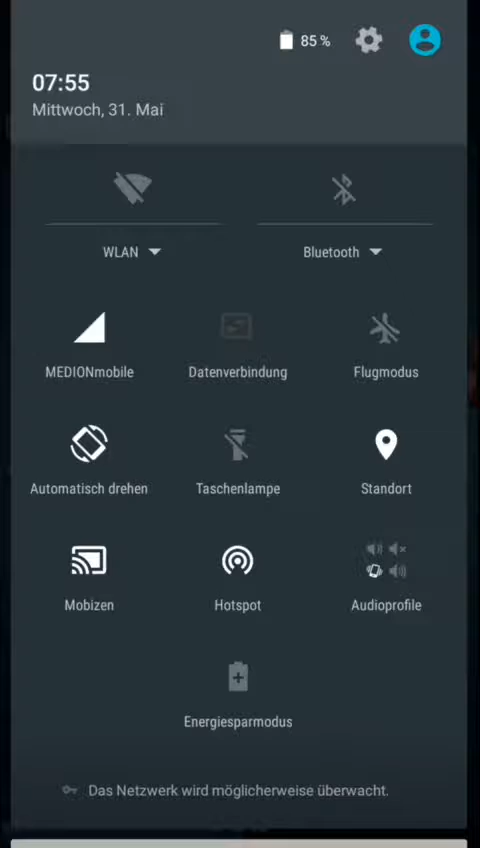 85 %
07:55
Mittwoch, 31. Mai
WLAN
Bluetooth
MEDIONmobile
Datenverbindung
Flugmodus
Automatisch drehen
Taschenlampe
Standort
Mobizen
Hotspot
Audioprofile
Energiesparmodus
Das Netzwerk wird möglicherweise überwacht.